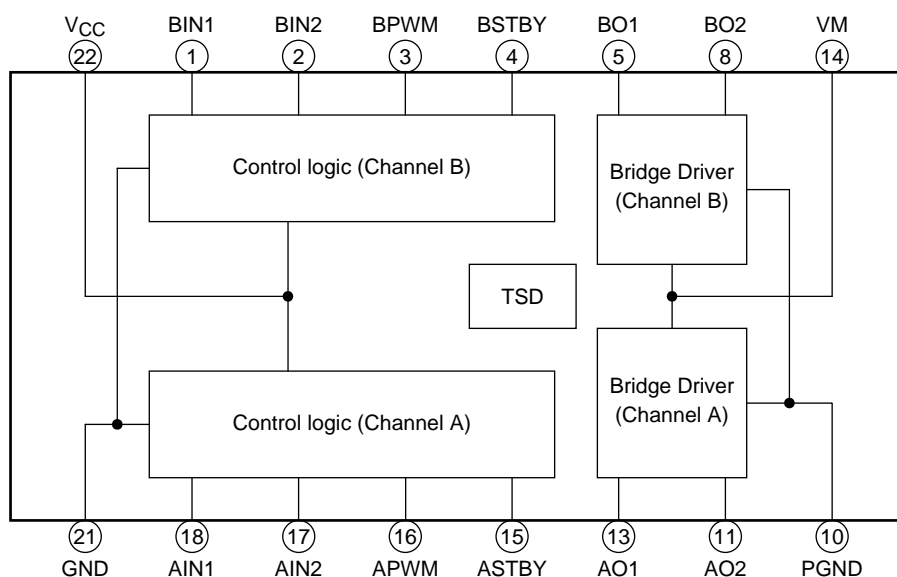 VCC BIN1 BIN2 BPWM BSTBY BO1 BO2 VM
22 1 2 3 4 5 8 14
Control logic (Channel B)
Bridge Driver
(Channel B)
TSD
Control logic (Channel A)
Bridge Driver
(Channel A)
21 18 17 16 15 13 11 10
GND AIN1 AIN2 APWM ASTBY AO1 AO2 PGND